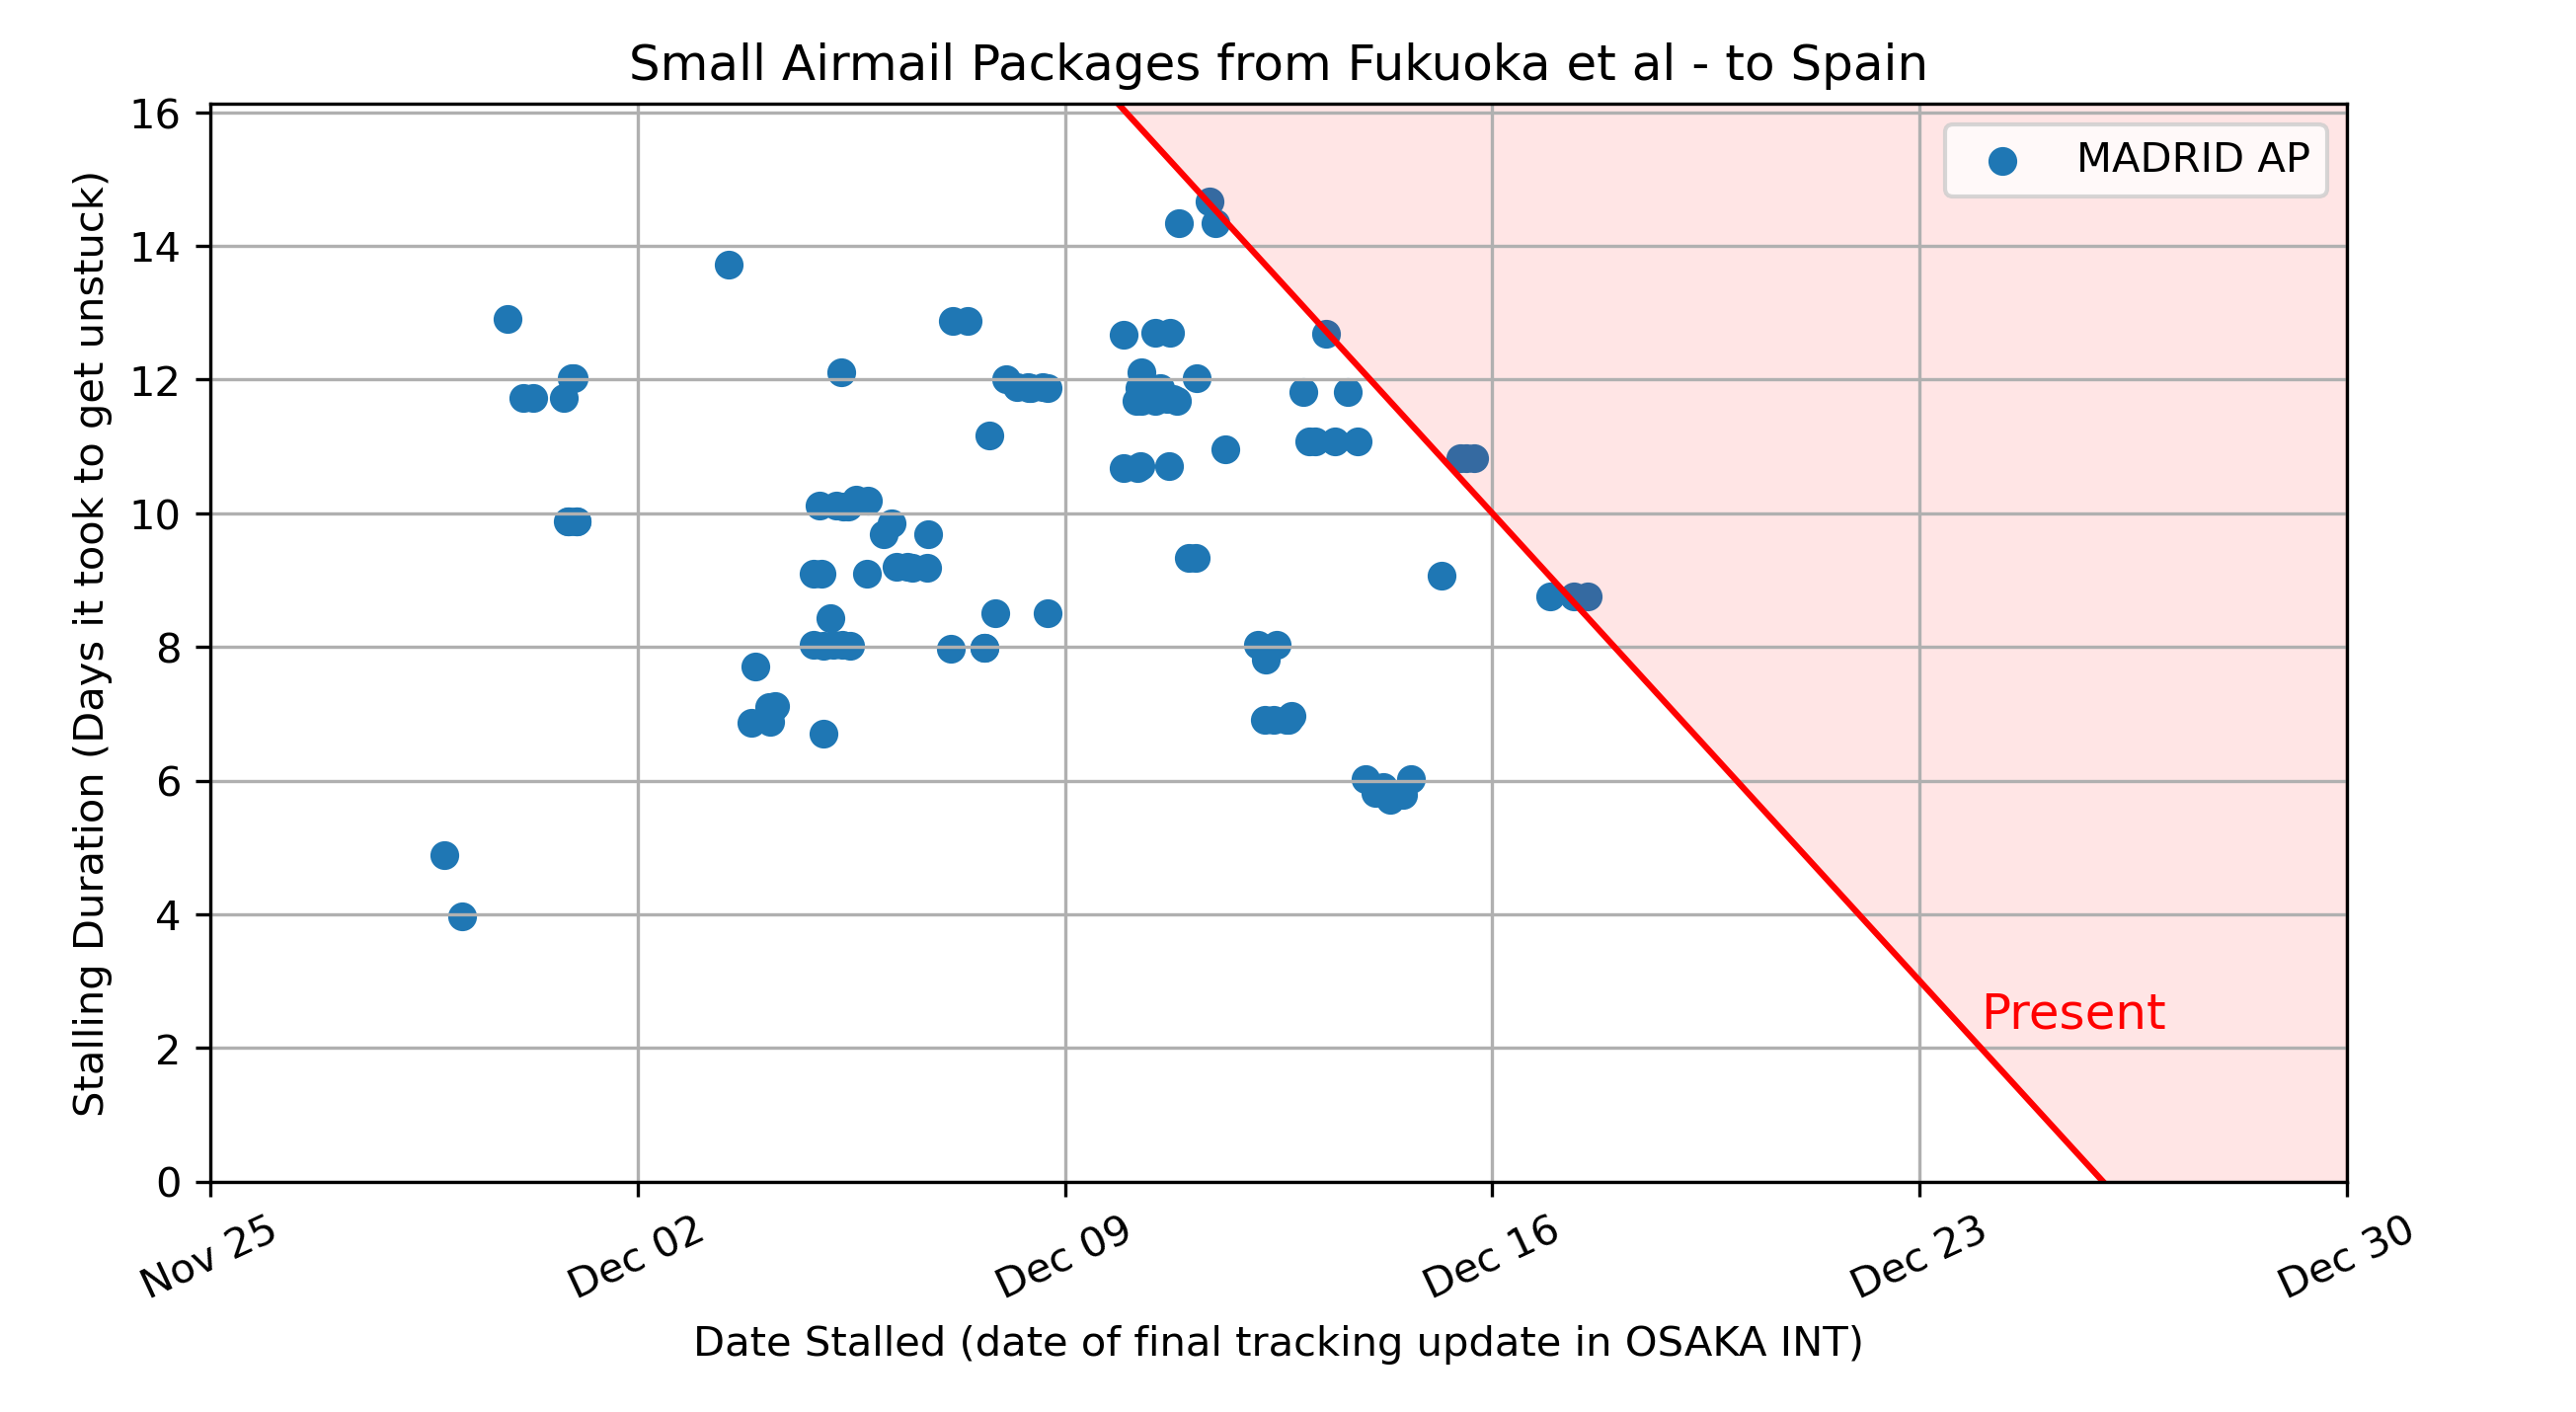 Small Airmail Packages from Fukuoka et al - to Spain
Stalling Duration (Days it took to get unstuck)
16
14
12
10
8
6
4
2
0
MADRID AP
Present
Nov 25
Dec 02
Dec 09
Dec 16
Dec 23
Dec 30
Date Stalled (date of final tracking update in OSAKA INT)